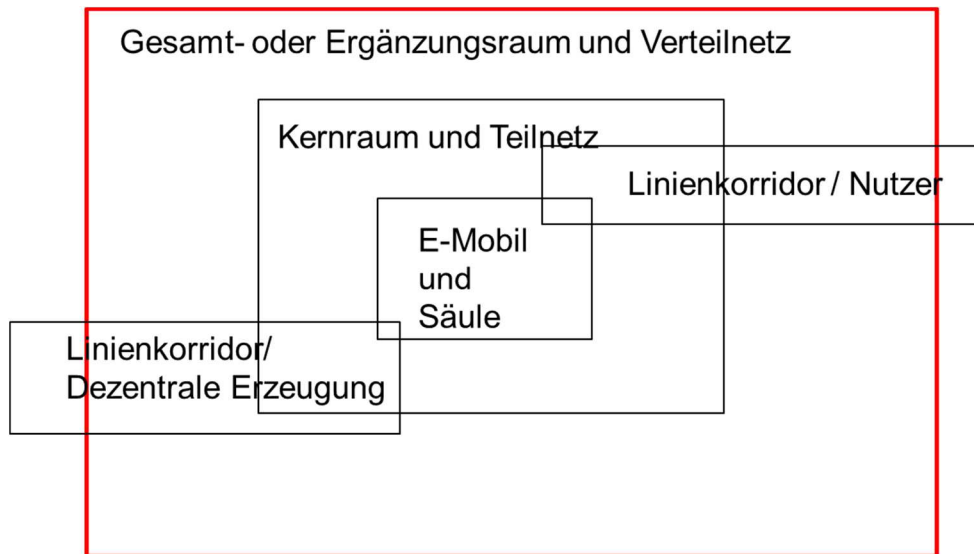 Gesamt- oder Ergänzungsraum und Verteilnetz
Kernraum und Teilnetz
Linienkorridor / Nutzer
E-Mobil
und
Säule
Linienkorridor/
Dezentrale Erzeugung